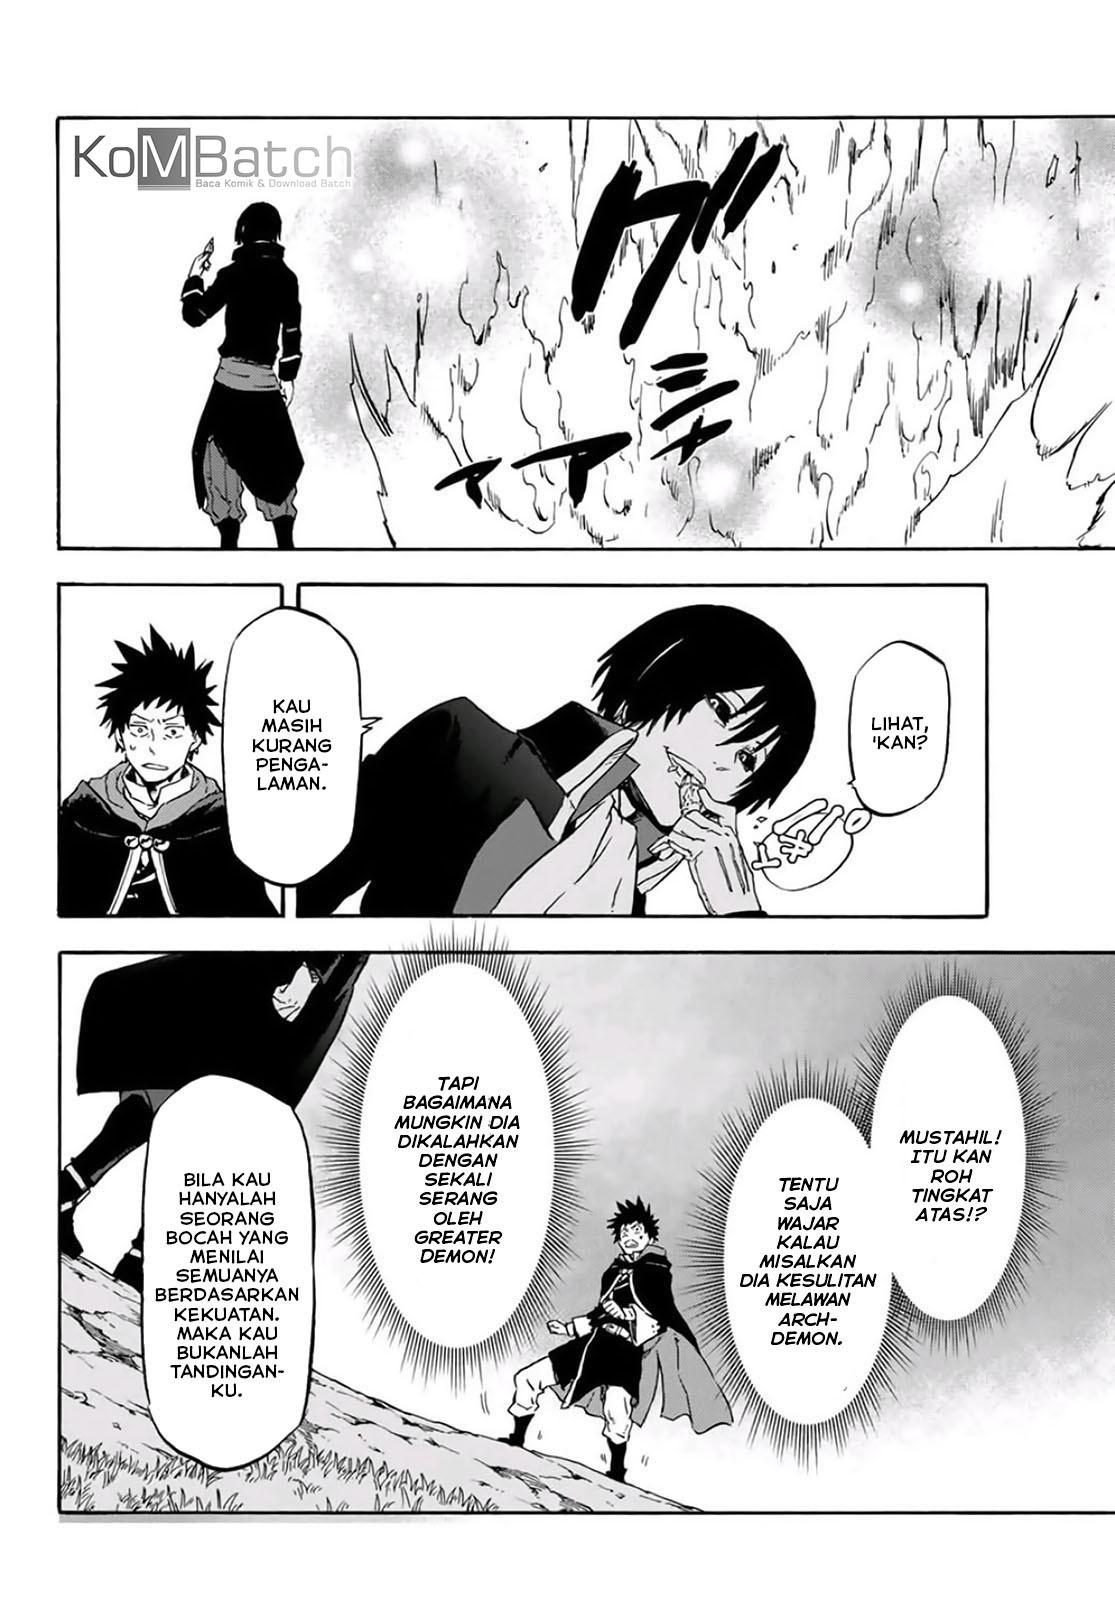 KoMBatch
Baca Komik & Download Batch
グシャアア
LIHAT,
'KAN?
KAU
MASIH
KURANG
PENGA-
LAMAN.
MUSTAHIL!
ITU KAN
ROH
TINGKAT
ATAS!?
TENTU
SAJA
WAJAR
KALAU
MISALKAN
DIA KESULITAN
MELAWAN
ARCH-
DEMON.
TAPI
BAGAIMANA
MUNGKIN DIA
DIKALAHKAN
DENGAN
SEKALI
SERANG
OLEH
GREATER
DEMON!
BILA KAU
HANYALAH
SEORANG
BOCAH YANG
MENILAI
SEMUANYA
BERDASARKAN
KEKUATAN.
MAKA KAU
BUKANLAH
TANDINGAN-
KU.